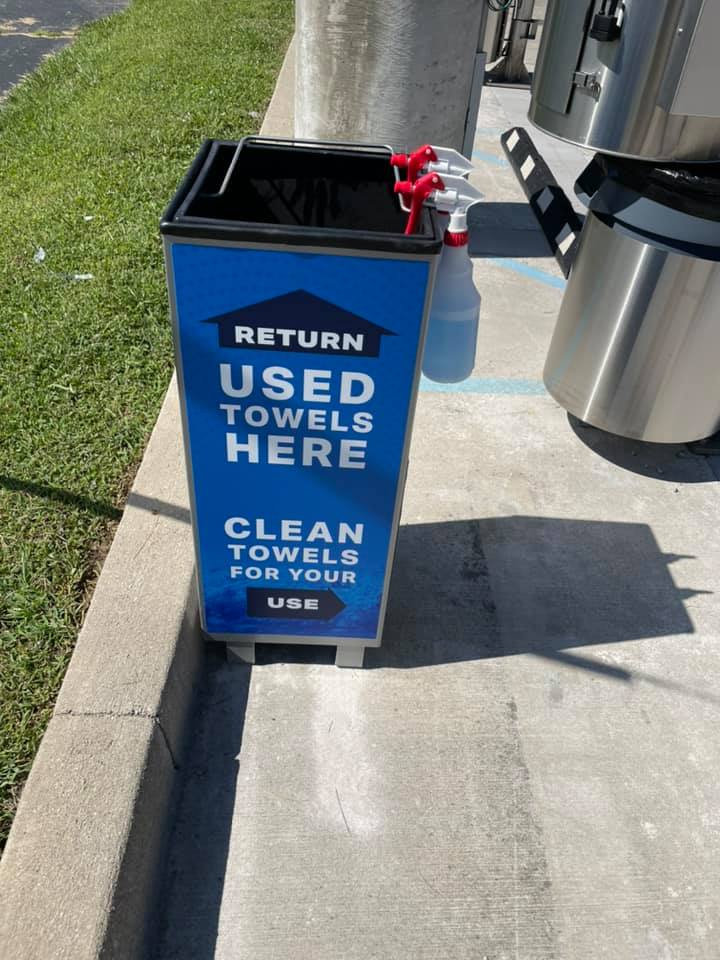 RETURN
USED
TOWELS
HERE
CLEAN
TOWELS
FOR YOUR
USE